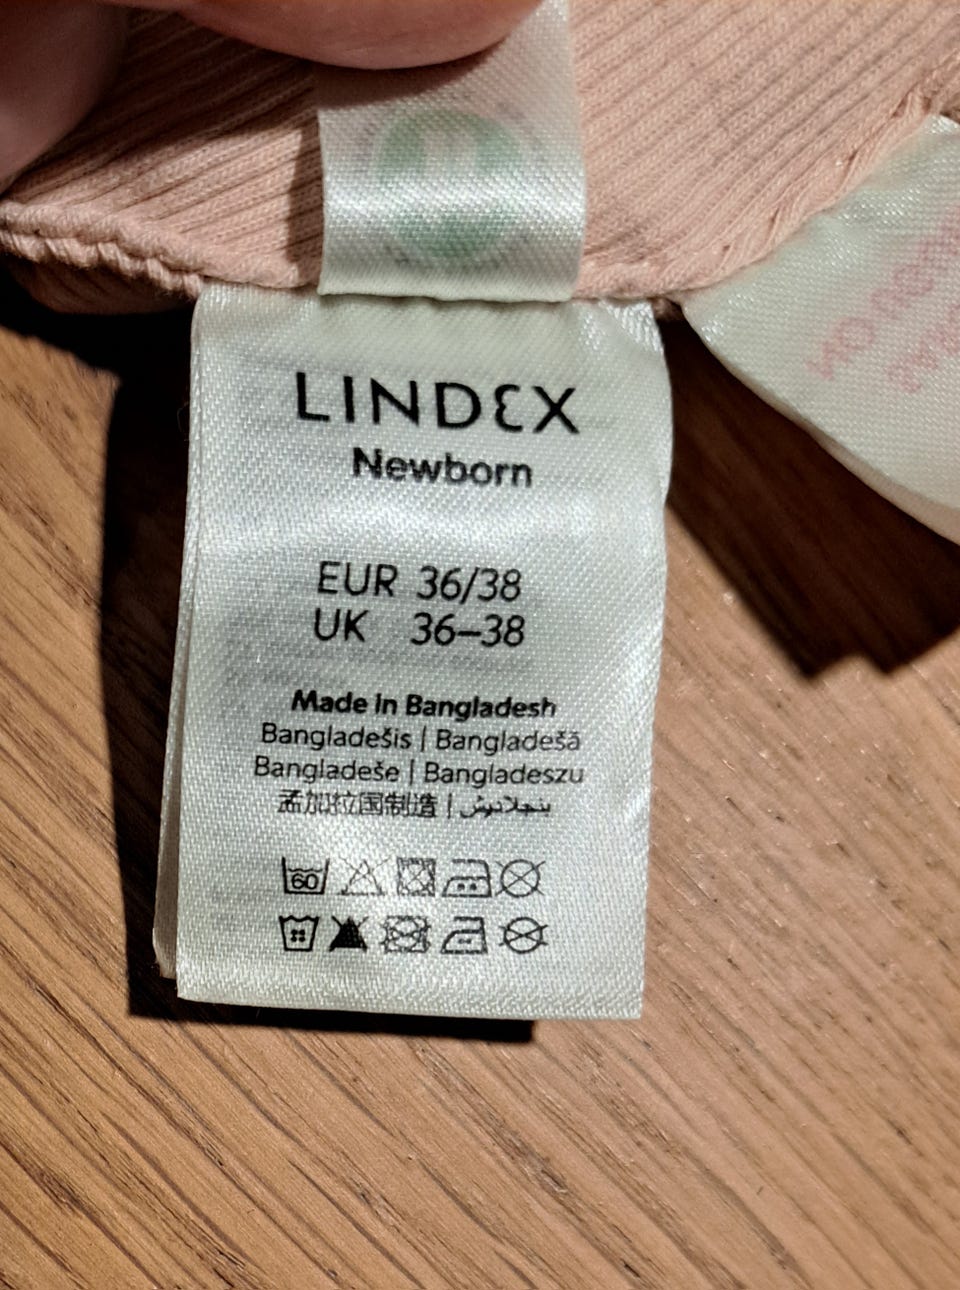 LINDEX
Newborn
EUR 36/38
UK 36–38
Made in Bangladesh
Bangladešis | Bangladešā
Bangladeše | Bangladeszu
孟加拉国制造 | بنجلاديش
60